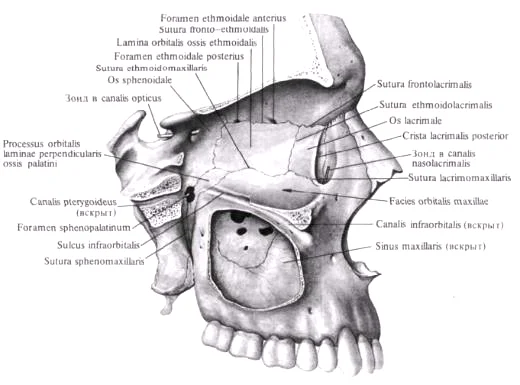 Foramen ethmoidale anterius
Sutura fronto-ethmoidalis
Lamina orbitalis ossis ethmoidalis
Foramen ethmoidale posterius
Sutura ethmoidomaxillaris
Os sphenoidale
Зонд в canalis opticus
Processus orbitalis
laminae perpendicularis
ossis palatini
Canalis pterygoideus
(вскрыт)
Foramen sphenopalatinum
Sulcus infraorbitalis
Sutura sphenomaxillaris
Sutura frontolacrimalis
Sutura ethmoidolacrimalis
Os lacrimale
Crista lacrimalis posterior
Зонд в canalis
nasolacrimalis
Sutura lacrimomaxillaris
Facies orbitalis maxillae
Canalis infraorbitalis (вскрыт)
Sinus maxillaris (вскрыт)